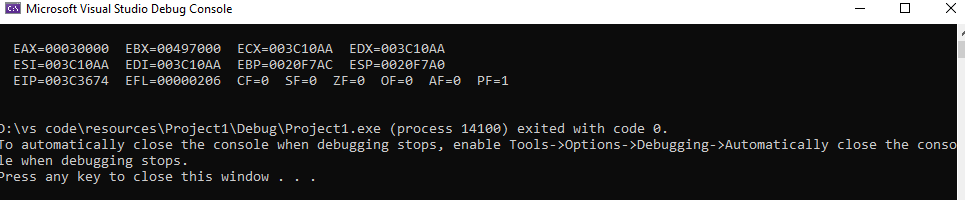 Microsoft Visual Studio Debug Console
EAX=00030000 EBX=00497000 ECX=003C10AA EDX=003C10AA
ESI=003C10AA EDI=003C10AA EBP=0020F7AC ESP=0020F7A0
EIP=003C3674 EFL=00000206 CF=0 SF=0 ZF=0 OF=0 AF=0 PF=1
D:\vs code\resources\Project1\Debug\Project1.exe (process 14100) exited with code 0.
To automatically close the console when debugging stops, enable Tools->Options->Debugging->Automatically close the conso
le when debugging stops.
Press any key to close this window . . .